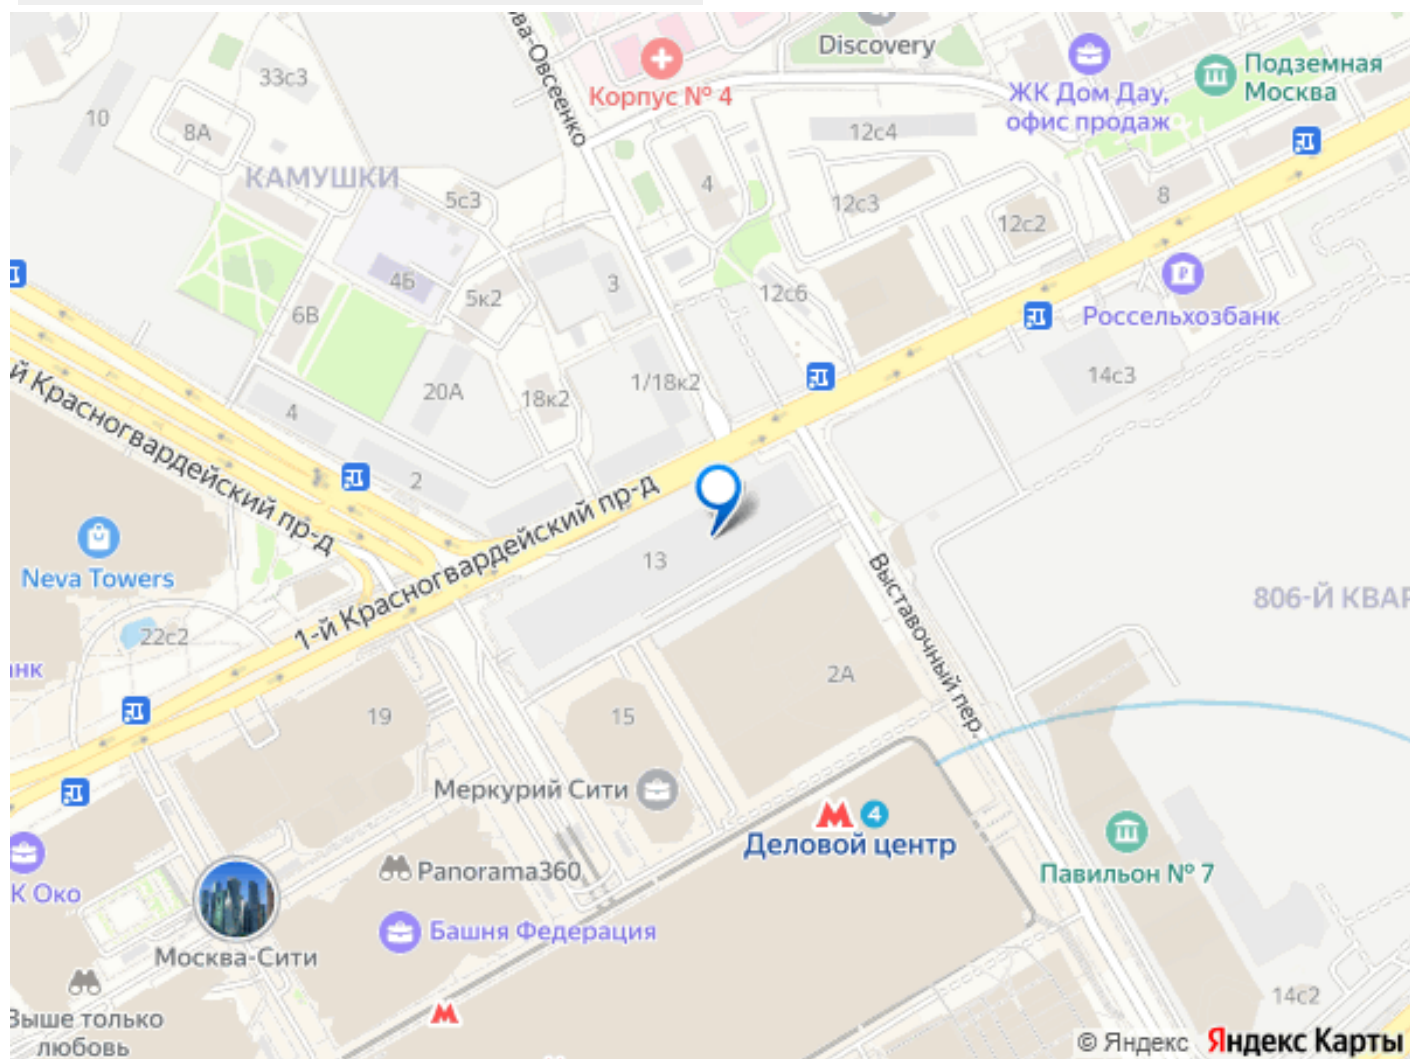 Discovery
Корпус № 4
ЖК Дом Дау,
офис продаж
Подземная
Москва
ва-Овсеенко
33с3
10
8А
КАМУШКИ
5с3
4
12с4
12с3
12с2
8
4Б
5к2
3
12с6
6В
Россельхозбанк
1/18к2
14с3
20А
18к2
4
2
й Красногвардейский пр-д
1-й Красногвардейский пр-д
13
Neva Towers
22с2
нк
Выставочный пер.
806-Й КВАР
2А
19
15
Меркурий Сити
4
Деловой центр
Павильон № 7
Panorama360
К Око
Башня Федерация
Москва-Сити
Выше только
любовь
14с2
© Яндекс Яндекс Карты